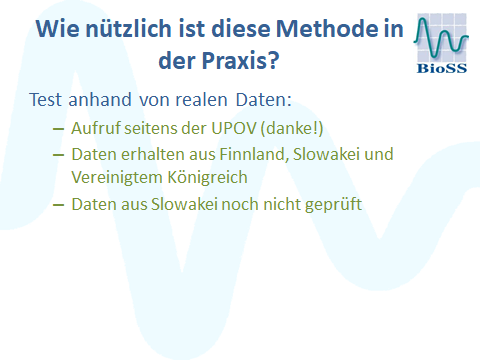 Wie nützlich ist diese Methode in
der Praxis?
BioSS
Test anhand von realen Daten:
– Aufruf seitens der UPOV (danke!)
– Daten erhalten aus Finnland, Slowakei und
Vereinigtem Königreich
– Daten aus Slowakei noch nicht geprüft